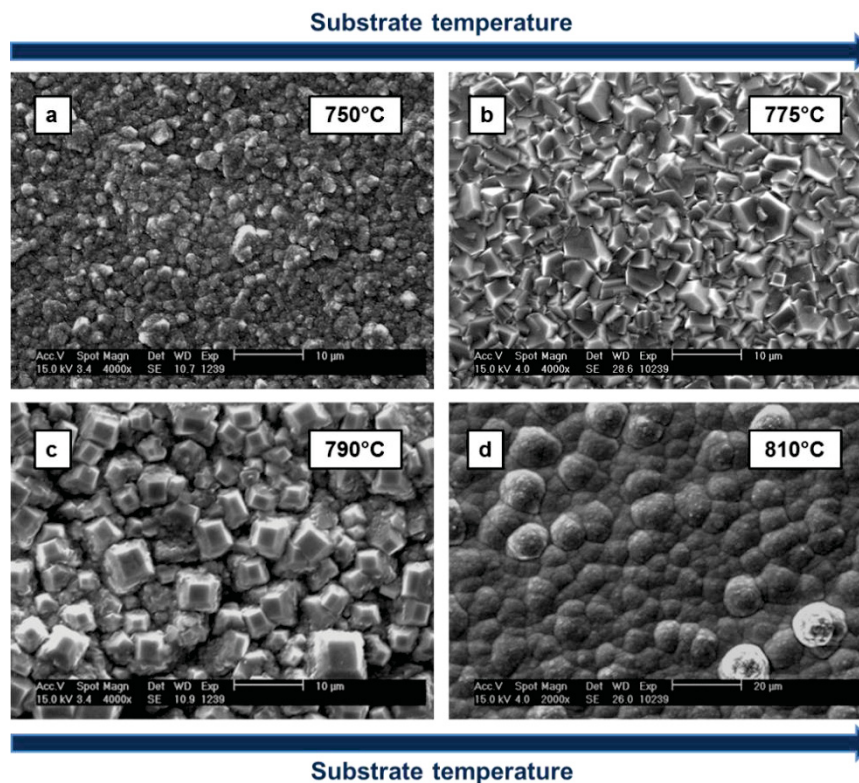 Substrate temperature
a
750°C
Acc.V Spot Magn Det WD Exp
15.0 kV 3.4 4000x SE 10.7 1239
10 µm
b
775°C
Acc.V Spot Magn Det WD Exp
15.0 kV 4.0 4000x SE 28.6 10239
10 µm
c
790°C
Acc.V Spot Magn Det WD Exp
15.0 kV 3.4 4000x SE 10.9 1239
10 µm
d
810°C
Acc.V Spot Magn Det WD Exp
15.0 kV 4.0 2000x SE 26.0 10239
20 µm
Substrate temperature